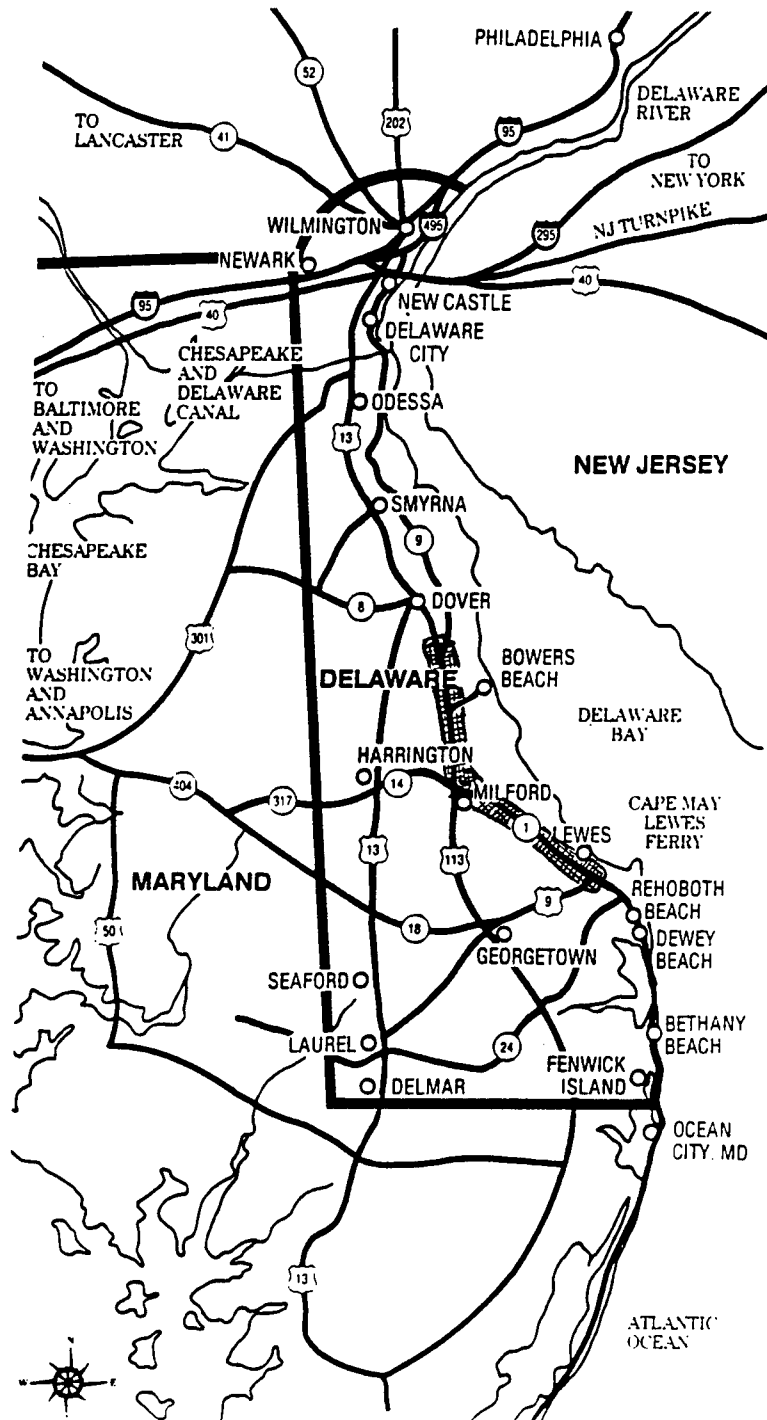 PHILADELPHIA
52
202
DELAWARE
RIVER
TO
LANCASTER
41
95
TO
NEW YORK
WILMINGTON
495
295
NJ TURNPIKE
NEWARK
95
40
NEW CASTLE
40
DELAWARE
CITY
CHESAPEAKE
AND
DELAWARE
CANAL
TO
BALTIMORE
AND
WASHINGTON
ODESSA
13
NEW JERSEY
SMYRNA
9
CHESAPEAKE
BAY
8
DOVER
301
TO
WASHINGTON
AND
ANNAPOLIS
DELAWARE
BOWERS
BEACH
DELAWARE
BAY
HARRINGTON
404
317
14
MILFORD
CAPE MAY
LEWES
FERRY
1
LEWES
13
113
MARYLAND
REHOBOTH
BEACH
9
50
18
GEORGETOWN
DEWEY
BEACH
SEAFORD
BETHANY
BEACH
LAUREL
24
FENWICK
ISLAND
DELMAR
OCEAN
CITY, MD
13
ATLANTIC
OCEAN
N
W E
S